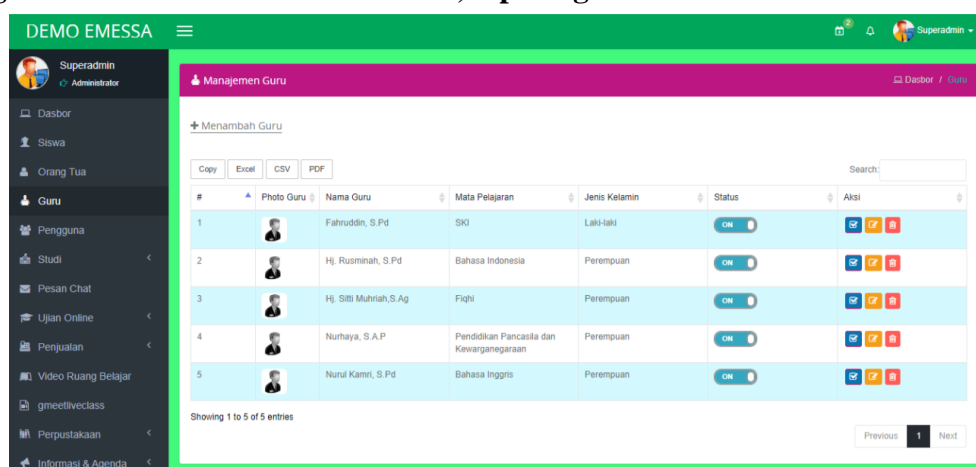 DEMO EMESSA
2
Superadmin
Superadmin
Administrator
Manajemen Guru
Dasbor / Guru
Dasbor
Siswa
Orang Tua
Guru
Pengguna
Studi
Pesan Chat
Ujian Online
Penjualan
Video Ruang Belajar
gmeetliveclass
Perpustakaan
Informasi & Agenda
Menambah Guru
Copy Excel CSV PDF
Search:
# Photo Guru Nama Guru Mata Pelajaran Jenis Kelamin Status Aksi
1 Fahruddin, S.Pd SKI Laki-laki ON
2 Hj. Rusminah, S.Pd Bahasa Indonesia Perempuan ON
3 Hj. Sitti Muhriah,S.Ag Fiqhi Perempuan ON
4 Nurhaya, S.A.P Pendidikan Pancasila dan Perempuan ON
Kewarganegaraan
5 Nurul Kamri, S.Pd Bahasa Inggris Perempuan ON
Showing 1 to 5 of 5 entries
Previous 1 Next